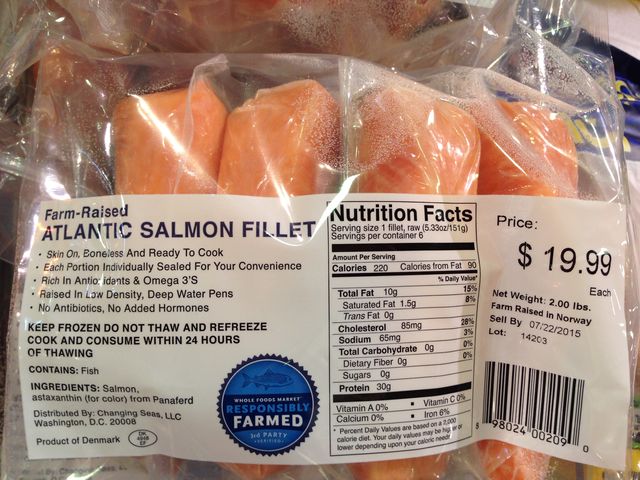 Farm-Raised
ATLANTIC SALMON FILLET
• Skin On, Boneless And Ready To Cook
• Each Portion Individually Sealed For Your Convenience
• Rich In Antioxidants & Omega 3'S
• Raised In Low Density, Deep Water Pens
• No Antibiotics, No Added Hormones
KEEP FROZEN DO NOT THAW AND REFREEZE
COOK AND CONSUME WITHIN 24 HOURS
OF THAWING
CONTAINS: Fish
INGREDIENTS: Salmon,
astaxanthin (for color) from Panaferd
Distributed By: Changing Seas, LLC
Washington, D.C. 20008
Product of Denmark
DK
4848
EF
WHOLE FOODS MARKET
RESPONSIBLY
FARMED
3rd PARTY
VERIFIED
Nutrition Facts
Serving size 1 fillet, raw (5.33oz/151g)
Servings per container 6
Amount Per Serving
Calories 220 Calories from Fat 90
% Daily Value*
Total Fat 10g 15%
Saturated Fat 1.5g 8%
Trans Fat 0g
Cholesterol 85mg 28%
Sodium 65mg 3%
Total Carbohydrate 0g 0%
Dietary Fiber 0g 0%
Sugars 0g
Protein 30g
Vitamin A 0% • Vitamin C 0%
Calcium 0% • Iron 6%
* Percent Daily Values are based on a 2,000
calorie diet. Your daily values may be higher or
lower depending upon your calorie needs
Price:
$ 19.99
Each
Net Weight: 2.00 lbs.
Farm Raised in Norway
Sell By 07/22/2015
Lot: 14203
98024 00209 0